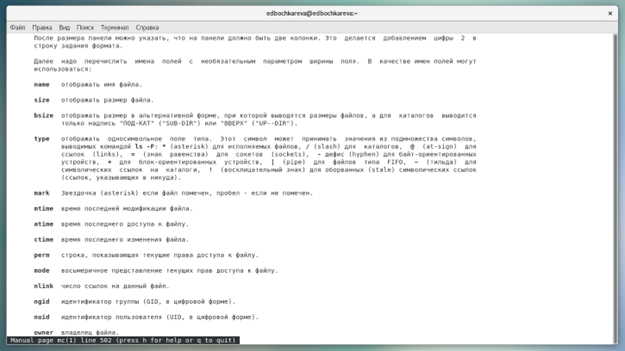 edbochkareva@edbochkareva:~
Файл Правка Вид Поиск Терминал Справка
После размера панели можно указать, что на панели должно быть две колонки. Это делается добавлением цифры 2 в
строку задания формата.
Далее надо перечислить имена полей с необязательным параметром ширины поля. В качестве имен полей могут
использоваться:
name отображать имя файла.
size отображать размер файла.
bsize отображать размер в альтернативной форме, при которой выводятся размеры файлов, а для каталогов выводится
только надпись "ПОД-КАТ" ("SUB-DIR") или "ВВЕРХ" ("UP--DIR").
type отображать односимвольное поле типа. Этот символ может принимать значения из подмножества символов,
выводимых командой ls -F: * (asterisk) для исполняемых файлов, / (slash) для каталогов, @ (at-sign) для
ссылок (links), = (знак равенства) для сокетов (sockets), - дефис (hyphen) для байт-ориентированных
устройств, + для блок-ориентированных устройств, | (pipe) для файлов типа FIFO, ~ (тильда) для
символических ссылок на каталоги, ! (восклицательный знак) для оборванных (stale) символических ссылок
(ссылок, указывающих в никуда).
mark Звездочка (asterisk) если файл помечен, пробел - если не помечен.
mtime время последней модификации файла.
atime время последнего доступа к файлу.
ctime время последнего изменения файла.
perm строка, показывающая текущие права доступа к файлу.
mode восьмеричное представление текущих прав доступа к файлу.
nlink число ссылок на данный файл.
ngid идентификатор группы (GID, в цифровой форме).
nuid идентификатор пользователя (UID, в цифровой форме).
owner владелец файла.
Manual page mc(1) line 502 (press h for help or q to quit)